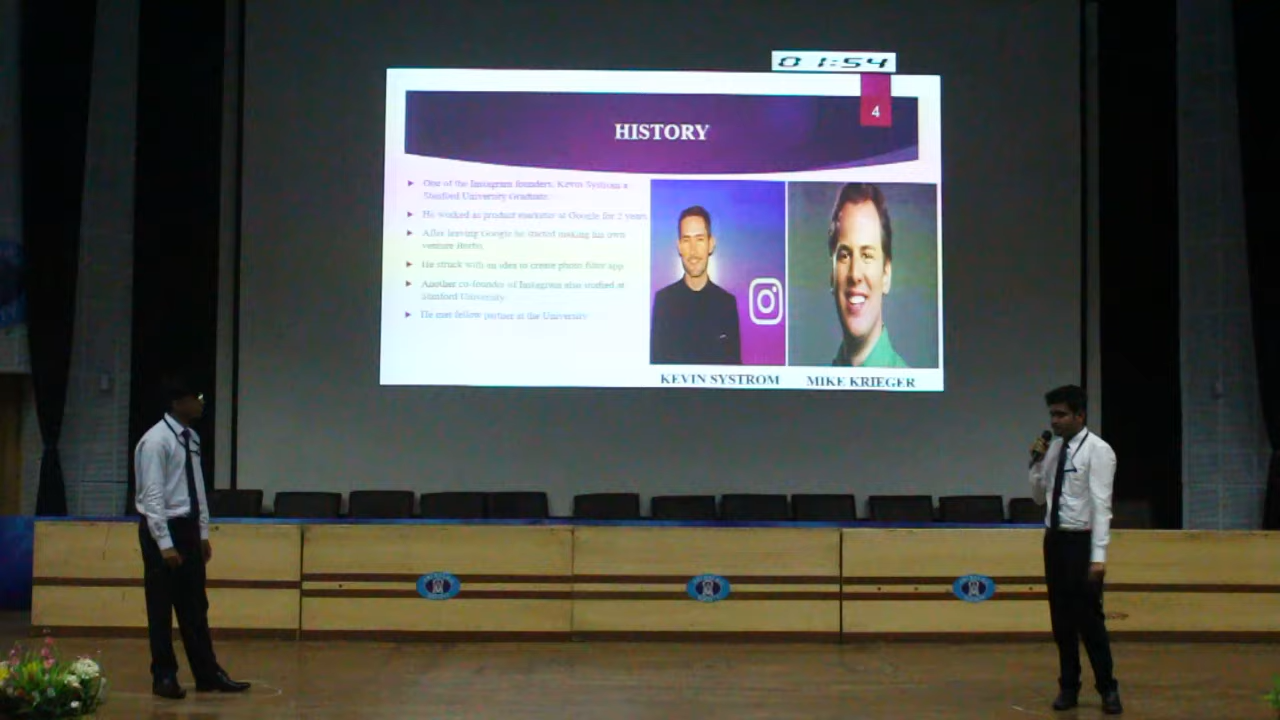 01:54
4
HISTORY
One of the Instagram founders, Kevin Systrom a
Stanford University Graduate.
He worked as product marketer at Google for 2 years
After leaving Google he started making his own
venture Burbn.
He struck with an idea to create photo filter app
Another co-founder of Instagram also studied at
Stanford University.
He met fellow partner at the University
KEVIN SYSTROM
MIKE KRIEGER